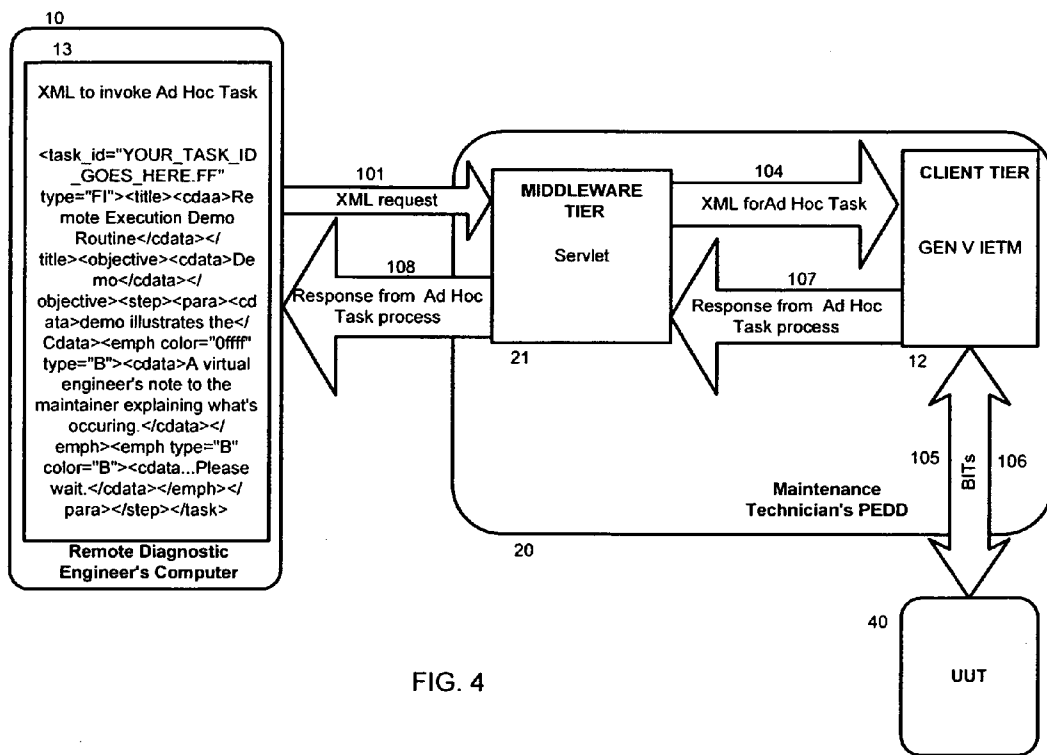 10
13
XML to invoke Ad Hoc Task
<task_id="YOUR_TASK_ID
_GOES_HERE.FF"
type="FI"><title><cdaa>Re
mote Execution Demo
Routine</cdata></
title><objective><cdata>De
mo</cdata></
objective><step><para><cd
ata>demo illustrates the</
Cdata><emph color="0ffff"
type="B"><cdata>A virtual
engineer's note to the
maintainer explaining what's
occuring.</cdata></
emph><emph type="B"
color="B"><cdata...Please
wait.</cdata></emph></
para></step></task>
Remote Diagnostic
Engineer's Computer
101
XML request
108
Response from Ad Hoc
Task process
MIDDLEWARE
TIER
Servlet
21
104
XML forAd Hoc Task
107
Response from Ad Hoc
Task process
CLIENT TIER
GEN V IETM
12
105
BITs
106
Maintenance
Technician's PEDD
20
40
UUT
FIG. 4